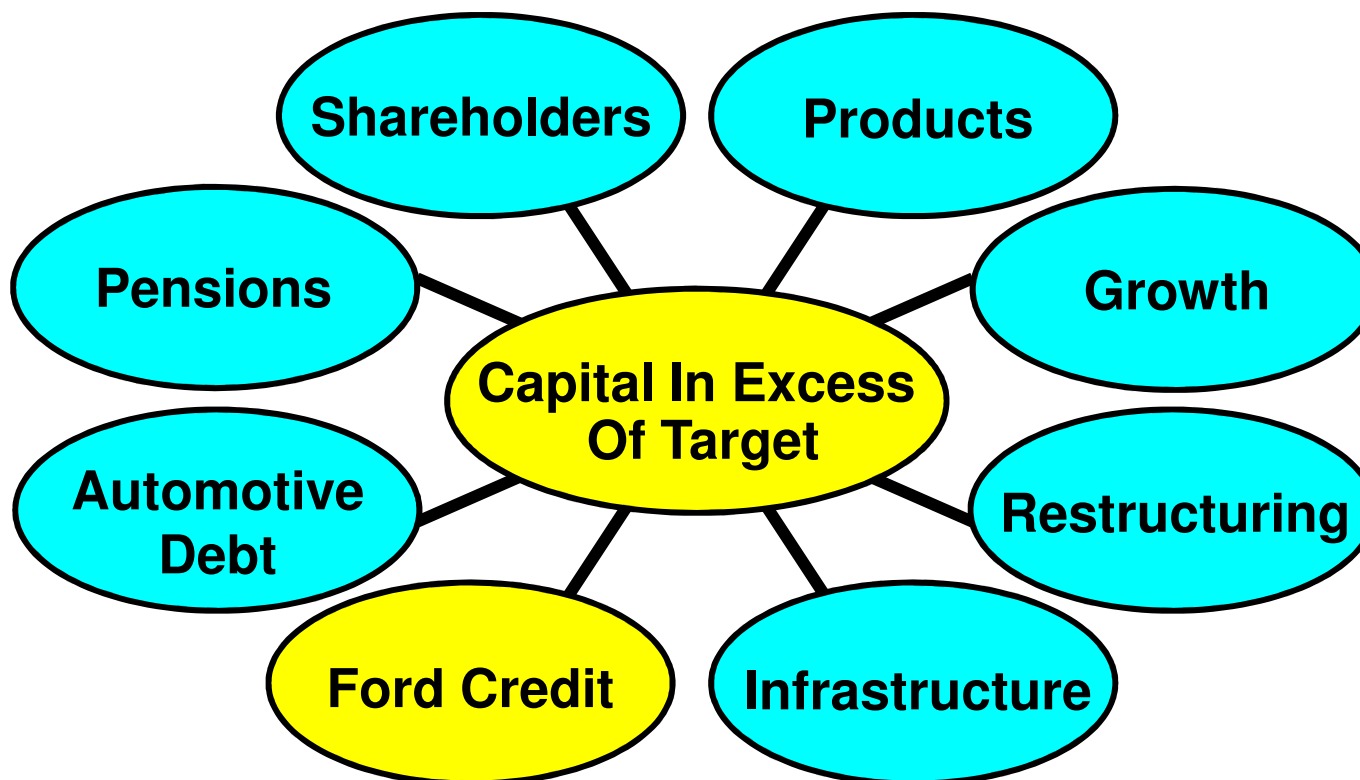 Shareholders
Products
Pensions
Growth
Capital In Excess
Of Target
Automotive
Debt
Restructuring
Ford Credit
Infrastructure